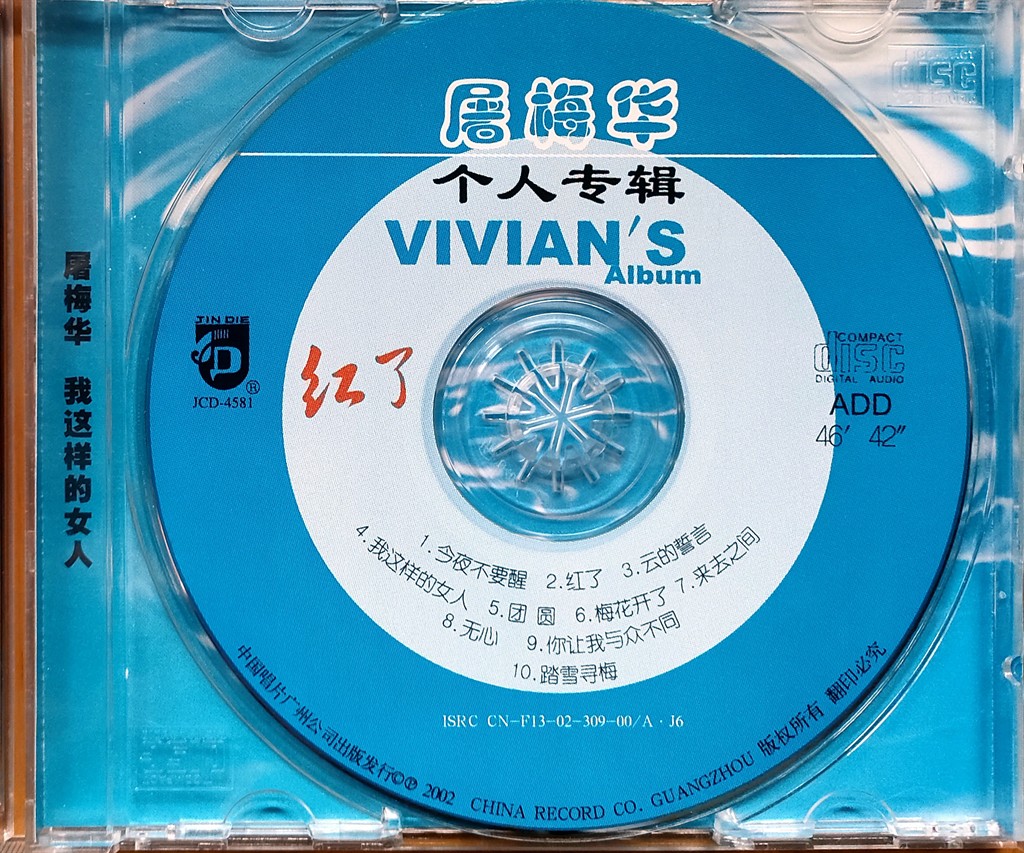 屠梅华
个人专辑
VIVIAN'S
Album
屠梅华 我这样的女人
JIN DIE
®
JCD-4581
红了
COMPACT
DISC
DIGITAL AUDIO
ADD
46′ 42″
1.今夜不要醒 2.红了 3.云的誓言
4.我这样的女人 5.团圆 6.梅花开了 7.来去之间
8.无心 9.你让我与众不同
10.踏雪寻梅
ISRC CN-F13-02-309-00/A·J6
中国唱片广州公司出版发行©℗ 2002 CHINA RECORD CO. GUANGZHOU 版权所有 翻印必究